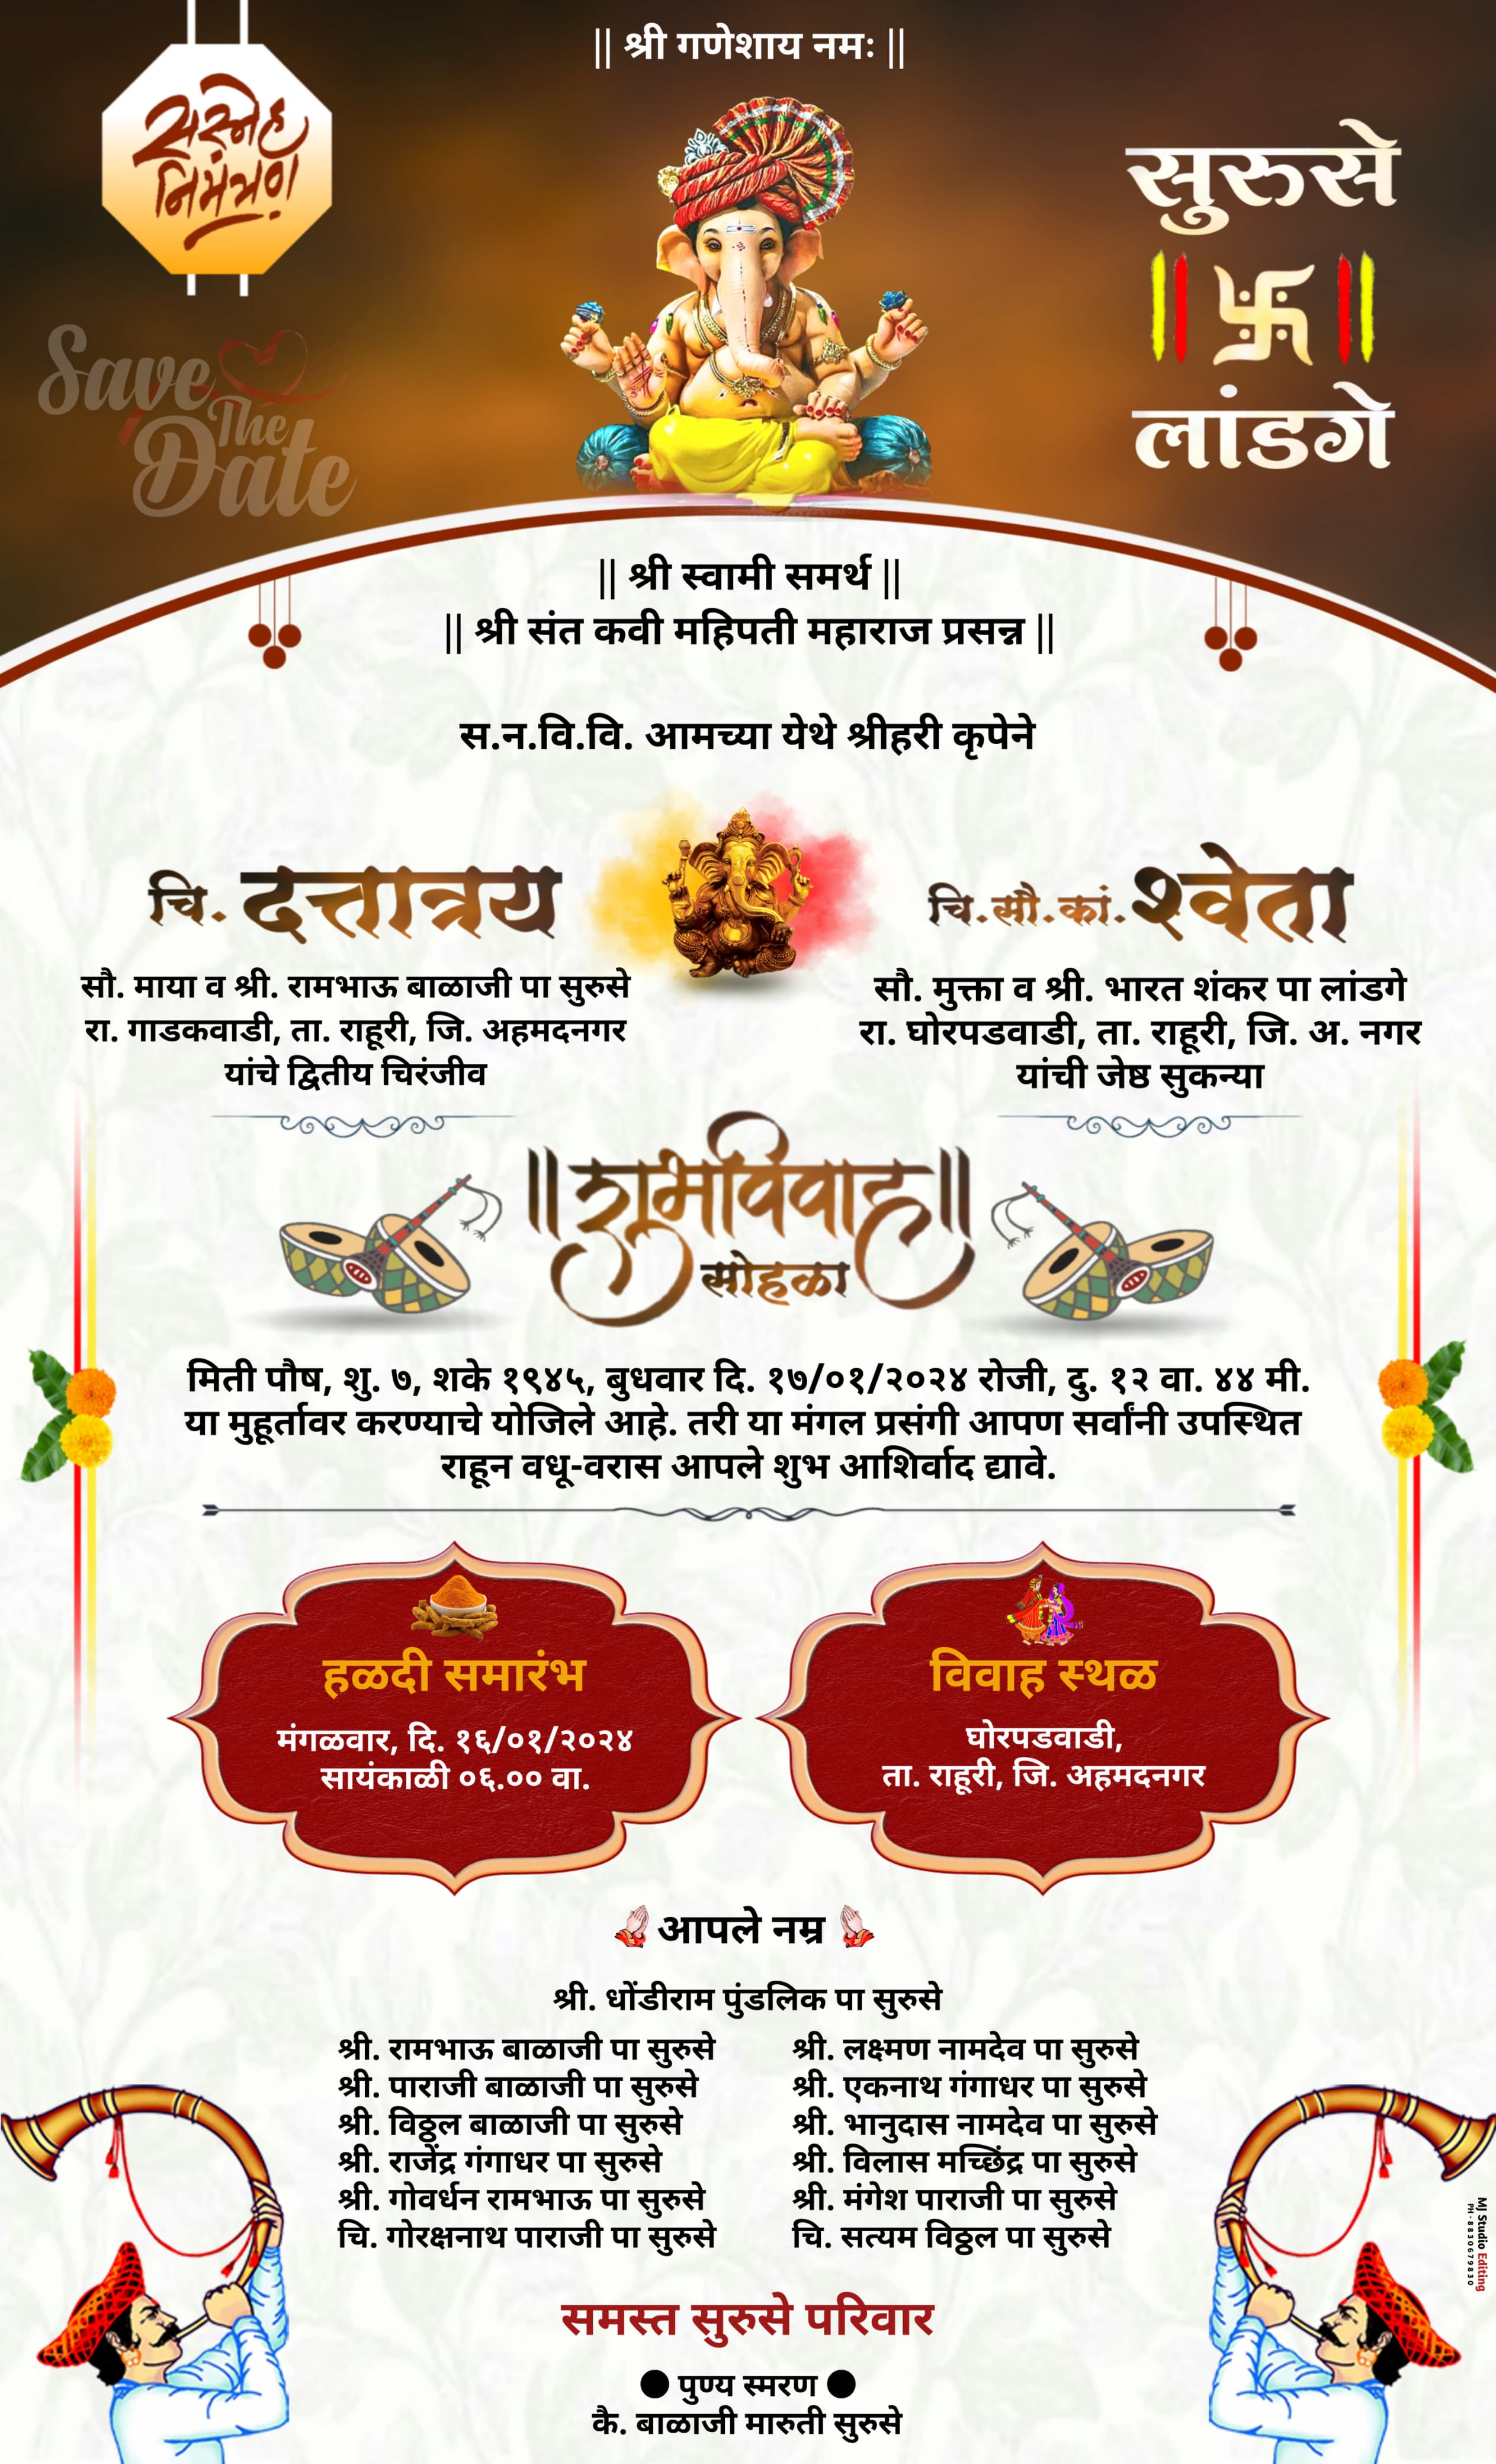 || श्री गणेशाय नमः ||
सस्नेह
निमंत्रण
Save
The
Date
सुरुसे
लांडगे
|| श्री स्वामी समर्थ ||
|| श्री संत कवी महिपती महाराज प्रसन्न ||
स.न.वि.वि. आमच्या येथे श्रीहरी कृपेने
चि. दत्तात्रय
सौ. माया व श्री. रामभाऊ बाळाजी पा सुरुसे
रा. गाडकवाडी, ता. राहूरी, जि. अहमदनगर
यांचे द्वितीय चिरंजीव
चि.सौ.कां. श्वेता
सौ. मुक्ता व श्री. भारत शंकर पा लांडगे
रा. घोरपडवाडी, ता. राहूरी, जि. अ. नगर
यांची जेष्ठ सुकन्या
||शुभविवाह||
सोहळा
मिती पौष, शु. ७, शके १९४५, बुधवार दि. १७/०१/२०२४ रोजी, दु. १२ वा. ४४ मी.
या मुहूर्तावर करण्याचे योजिले आहे. तरी या मंगल प्रसंगी आपण सर्वांनी उपस्थित
राहून वधू-वरास आपले शुभ आशिर्वाद द्यावे.
हळदी समारंभ
मंगळवार, दि. १६/०१/२०२४
सायंकाळी ०६.०० वा.
विवाह स्थळ
घोरपडवाडी,
ता. राहूरी, जि. अहमदनगर
आपले नम्र
श्री. धोंडीराम पुंडलिक पा सुरुसे
श्री. रामभाऊ बाळाजी पा सुरुसे
श्री. पाराजी बाळाजी पा सुरुसे
श्री. विठ्ठल बाळाजी पा सुरुसे
श्री. राजेंद्र गंगाधर पा सुरुसे
श्री. गोवर्धन रामभाऊ पा सुरुसे
चि. गोरक्षनाथ पाराजी पा सुरुसे
श्री. लक्ष्मण नामदेव पा सुरुसे
श्री. एकनाथ गंगाधर पा सुरुसे
श्री. भानुदास नामदेव पा सुरुसे
श्री. विलास मच्छिंद्र पा सुरुसे
श्री. मंगेश पाराजी पा सुरुसे
चि. सत्यम विठ्ठल पा सुरुसे
MJ Studio Editing
PH-8830679830
समस्त सुरुसे परिवार
● पुण्य स्मरण ●
कै. बाळाजी मारुती सुरुसे